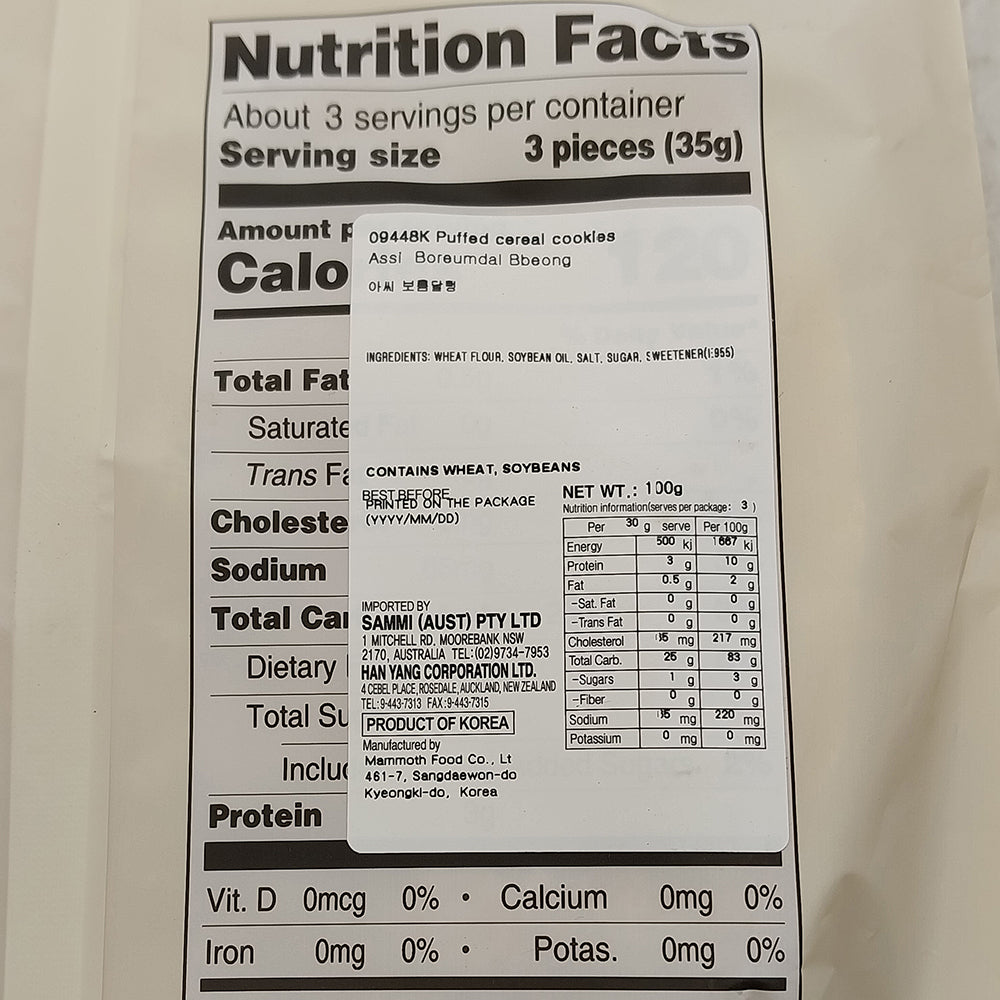 Nutrition Facts
About 3 servings per container
Serving size 3 pieces (35g)
Amount p
Calo 120
09448K Puffed cereal cookies
Assi Boreumdal Bbeong
아씨 보름달뻥
INGREDIENTS: WHEAT FLOUR, SOYBEAN OIL, SALT, SUGAR, SWEETENER(E955)
Total Fat
Saturated Fat
Trans Fa
Choleste
Sodium
Total Car
Dietary
Total Su
Includ
Protein
CONTAINS WHEAT, SOYBEANS
BEST BEFORE
PRINTED ON THE PACKAGE
(YYYY/MM/DD)
IMPORTED BY
SAMMI (AUST) PTY LTD
1 MITCHELL RD, MOOREBANK NSW
2170, AUSTRALIA TEL:(02)9734-7953
HAN YANG CORPORATION LTD.
4 CEBEL PLACE, ROSEDALE, AUCKLAND, NEW ZEALAND
TEL:9-443-7313 FAX:9-443-7315
PRODUCT OF KOREA
Manufactured by
Mammoth Food Co., Lt
461-7, Sangdaewon-do
Kyeongki-do, Korea
NET WT.: 100g
Nutrition information(serves per package: 3 )
Per 30 g serve Per 100g
Energy 500 kj 1667 kj
Protein 3 g 10 g
Fat 0.5 g 2 g
-Sat. Fat 0 g 0 g
-Trans Fat 0 g 0 g
Cholesterol mg 217 mg
Total Carb. 25 g 83 g
-Sugars 1 g 3 g
-Fiber 0 g 0 g
Sodium mg 220 mg
Potassium 0 mg 0 mg
Vit. D 0mcg 0% • Calcium 0mg 0%
Iron 0mg 0% • Potas. 0mg 0%